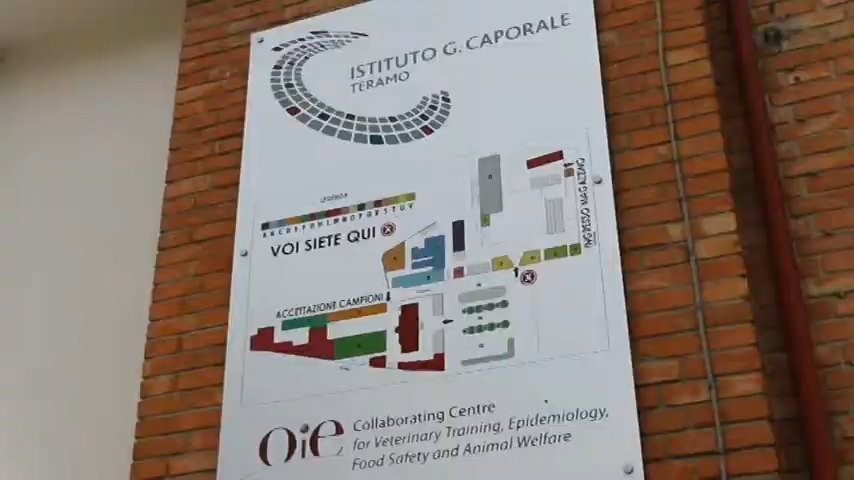 ISTITUTO G. CAPORALE
TERAMO
LEGENDA
A B C D E F G H I L M N O P Q R S T U V
VOI SIETE QUI
INGRESSO MAGAZZINO
ACCETTAZIONE CAMPIONI
Oie Collaborating Centre
for Veterinary Training, Epidemiology,
Food Safety and Animal Welfare